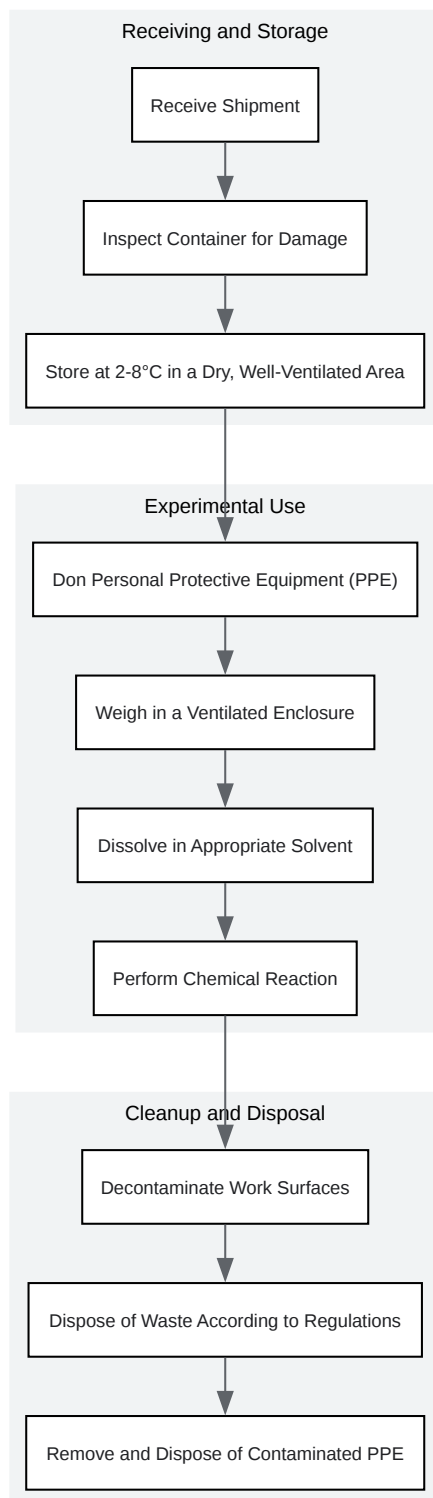 Receiving and Storage
Receive Shipment
Inspect Container for Damage
Store at 2-8°C in a Dry, Well-Ventilated Area
Experimental Use
Don Personal Protective Equipment (PPE)
Weigh in a Ventilated Enclosure
Dissolve in Appropriate Solvent
Perform Chemical Reaction
Cleanup and Disposal
Decontaminate Work Surfaces
Dispose of Waste According to Regulations
Remove and Dispose of Contaminated PPE